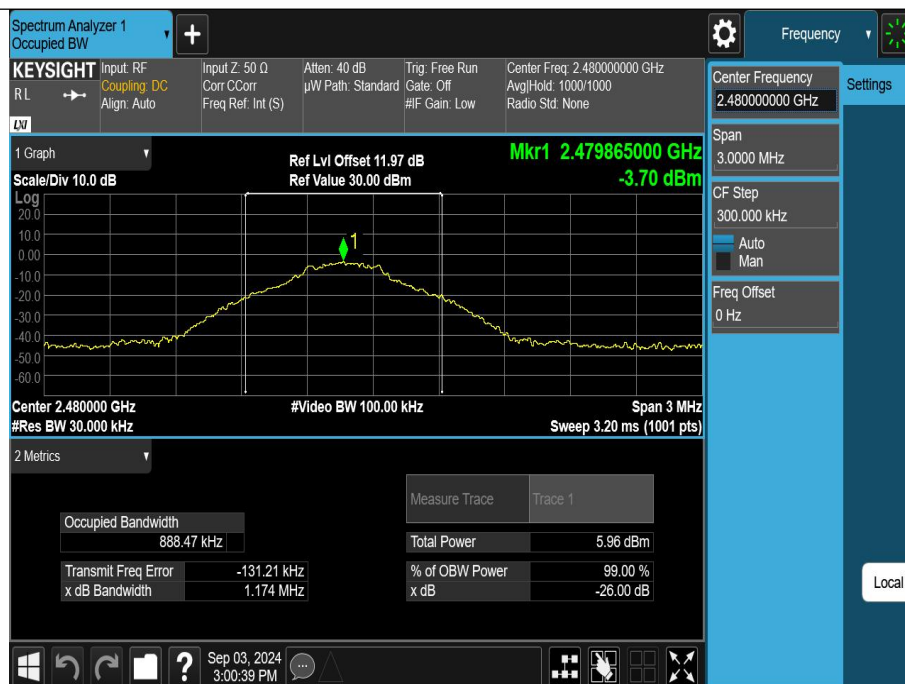 Spectrum Analyzer 1
Occupied BW
Frequency
KEYSIGHT
RL
LXI
Input: RF
Coupling: DC
Align: Auto
Input Z: 50 Ω
Corr CCorr
Freq Ref: Int (S)
Atten: 40 dB
µW Path: Standard
Trig: Free Run
Gate: Off
#IF Gain: Low
Center Freq: 2.480000000 GHz
Avg|Hold: 1000/1000
Radio Std: None
Center Frequency
2.480000000 GHz
Settings
Span
3.0000 MHz
CF Step
300.000 kHz
Auto
Man
Freq Offset
0 Hz
Local
1 Graph
Scale/Div 10.0 dB
Ref Lvl Offset 11.97 dB
Ref Value 30.00 dBm
Mkr1 2.479865000 GHz
-3.70 dBm
Log
20.0
10.0
0.00
-10.0
-20.0
-30.0
-40.0
-50.0
-60.0
1
Center 2.480000 GHz
#Res BW 30.000 kHz
#Video BW 100.00 kHz
Span 3 MHz
Sweep 3.20 ms (1001 pts)
2 Metrics
Measure Trace
Trace 1
Occupied Bandwidth
888.47 kHz
Total Power
5.96 dBm
Transmit Freq Error
-131.21 kHz
% of OBW Power
99.00 %
x dB Bandwidth
1.174 MHz
x dB
-26.00 dB
?
Sep 03, 2024
3:00:39 PM